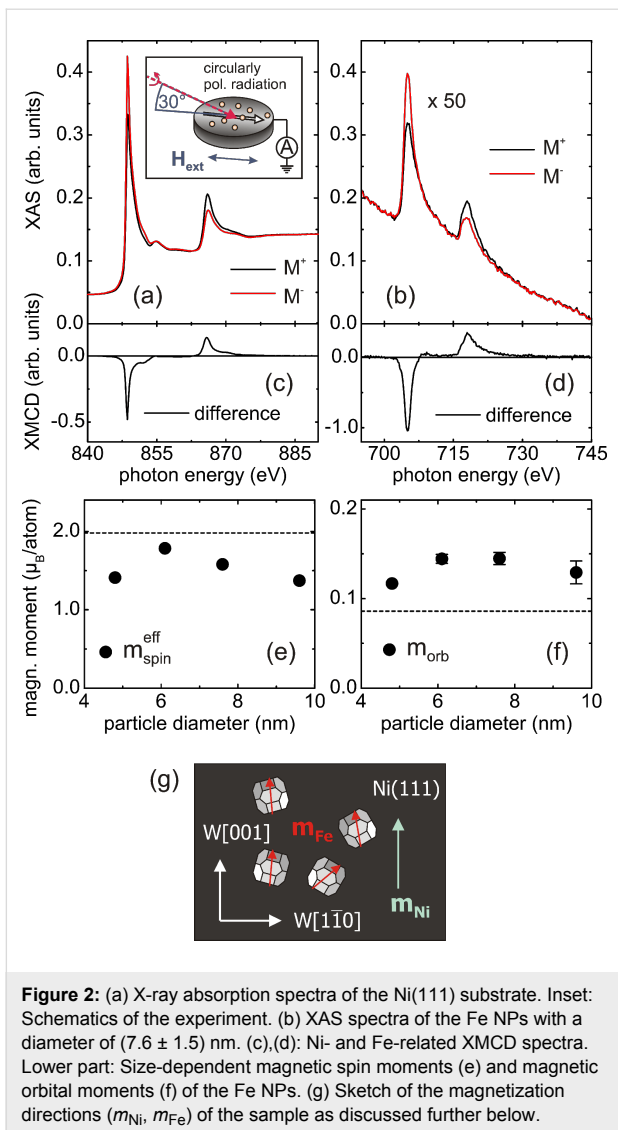 XAS (arb. units)
0.4
0.3
0.2
0.1
0.0
circularly
pol. radiation
30°
A
H_ext
M⁺
M⁻
(a)
0.4
0.3
0.2
0.1
0.0
x 50
M⁺
M⁻
(b)
XMCD (arb. units)
0.0
-0.5
(c)
difference
840 855 870 885
photon energy (eV)
0.0
-1.0
(d)
difference
700 715 730 745
photon energy (eV)
magn. moment (μ_B/atom)
2.0
1.0
0.0
m_spin^eff
(e)
4 6 8 10
particle diameter (nm)
0.2
0.1
0.0
m_orb
(f)
4 6 8 10
particle diameter (nm)
(g)
Ni(111)
W[001]
m_Fe
m_Ni
W[11̅0]
Figure 2: (a) X-ray absorption spectra of the Ni(111) substrate. Inset:
Schematics of the experiment. (b) XAS spectra of the Fe NPs with a
diameter of (7.6 ± 1.5) nm. (c),(d): Ni- and Fe-related XMCD spectra.
Lower part: Size-dependent magnetic spin moments (e) and magnetic
orbital moments (f) of the Fe NPs. (g) Sketch of the magnetization
directions (m_Ni, m_Fe) of the sample as discussed further below.